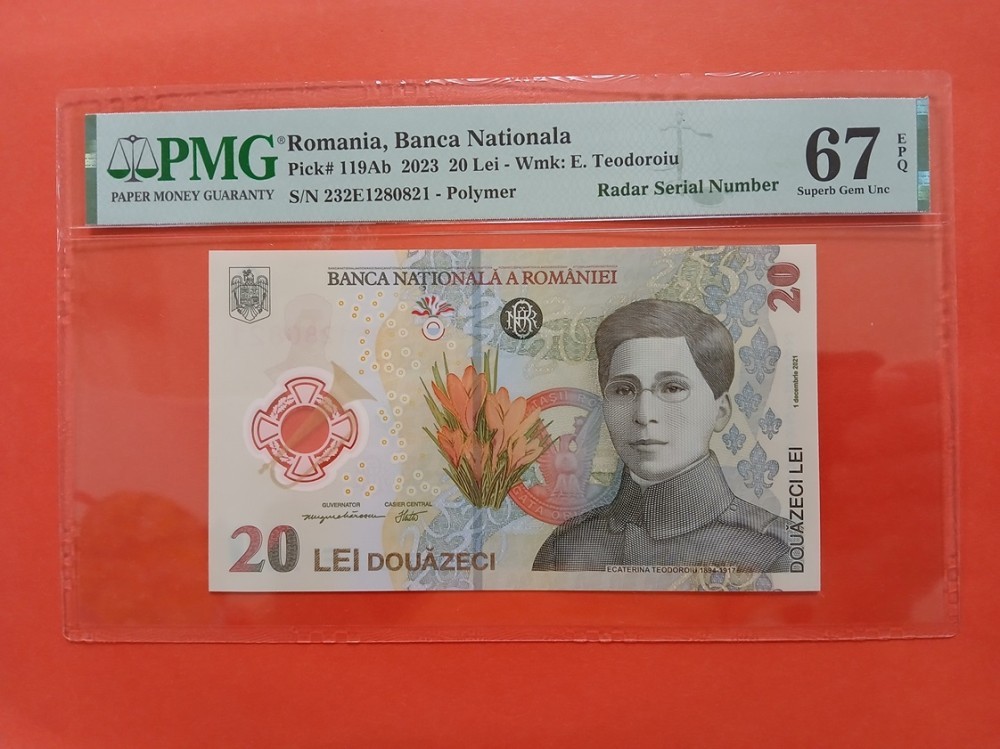 PMG®
PAPER MONEY GUARANTY
Romania, Banca Nationala
Pick# 119Ab 2023 20 Lei - Wmk: E. Teodoroiu
S/N 232E1280821 - Polymer
Radar Serial Number
67
EPQ
Superb Gem Unc
BANCA NAȚIONALĂ A ROMÂNIEI
20
1 decembrie 2021
GUVERNATOR
CASIER CENTRAL
20 LEI DOUĂZECI
DOUĂZECI LEI
ECATERINA TEODOROIU 1894-1917